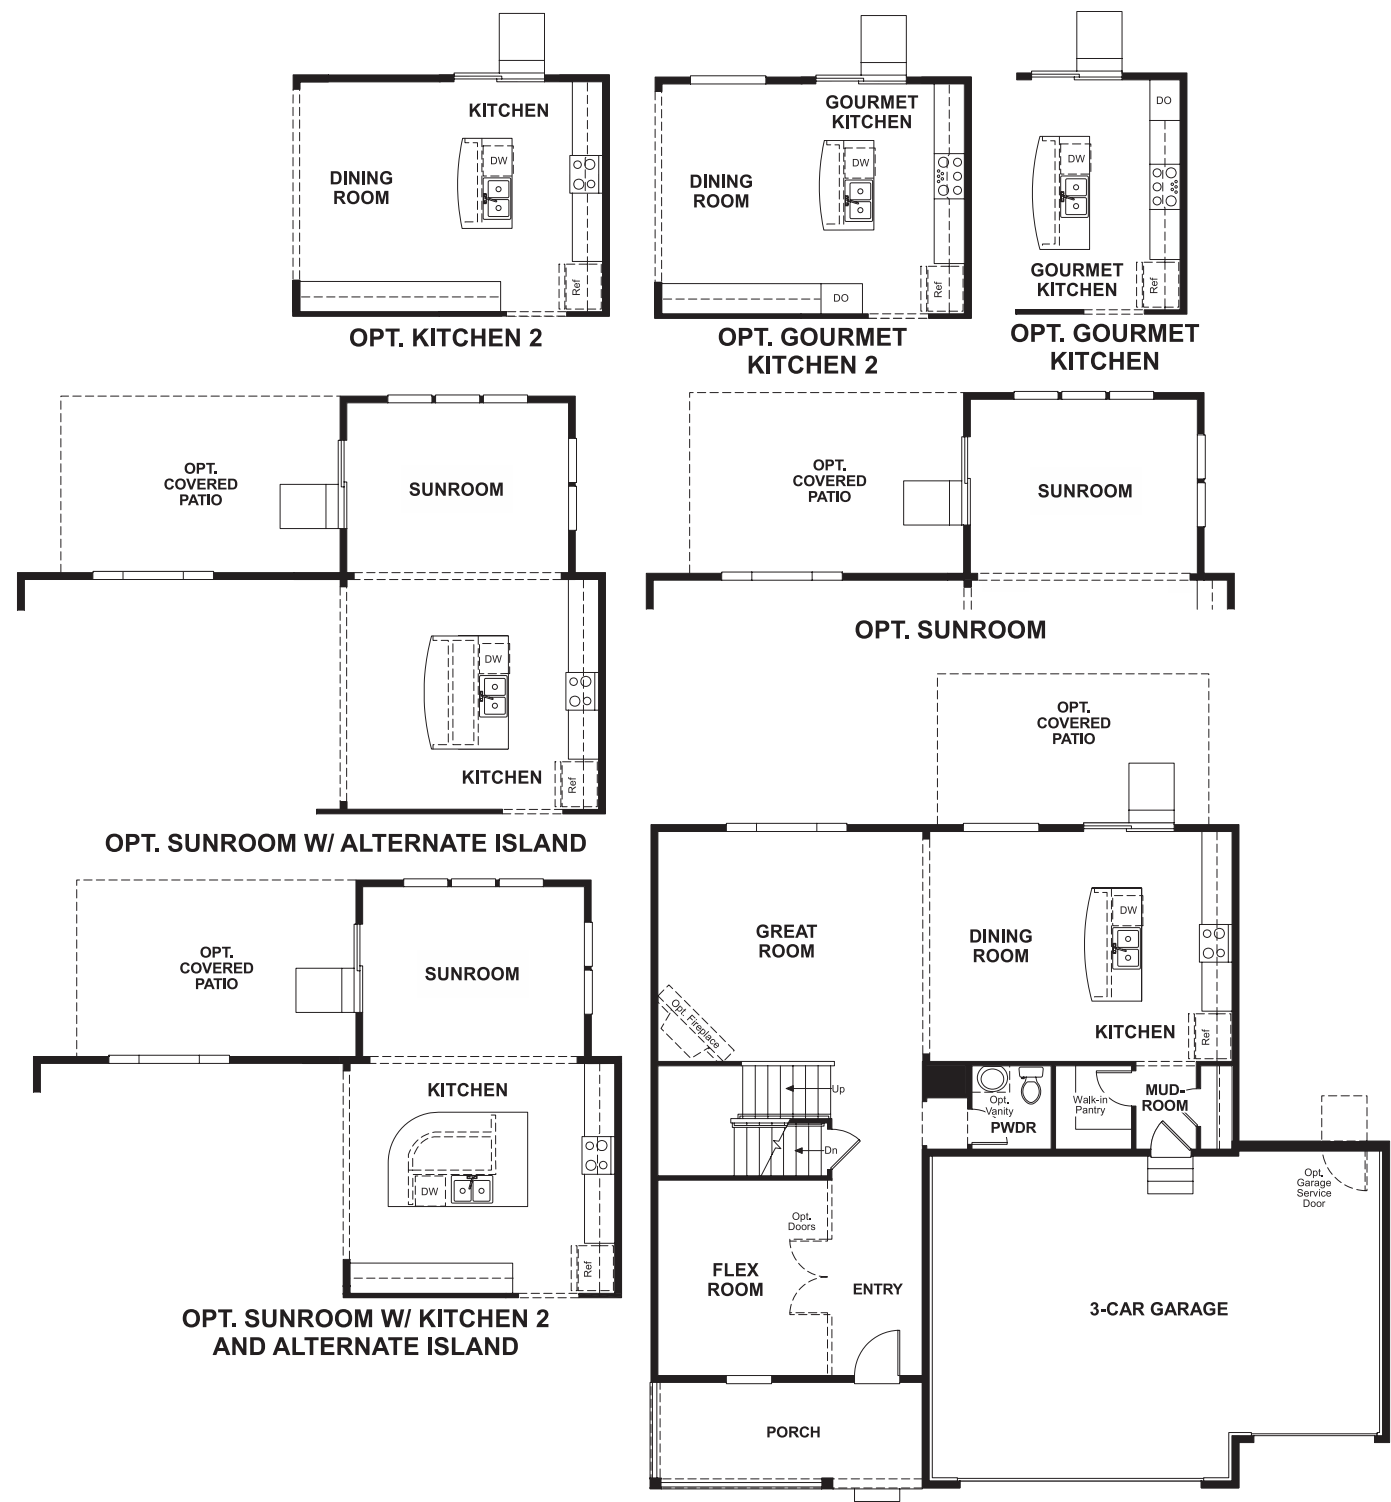 KITCHEN
DW
DINING
ROOM
Ref
OPT. KITCHEN 2
GOURMET
KITCHEN
DW
DINING
ROOM
Ref
DO
OPT. GOURMET
KITCHEN 2
DO
DW
GOURMET
KITCHEN
Ref
OPT. GOURMET
KITCHEN
OPT.
COVERED
PATIO
SUNROOM
DW
KITCHEN
Ref
OPT. SUNROOM W/ ALTERNATE ISLAND
OPT.
COVERED
PATIO
SUNROOM
OPT. SUNROOM
OPT.
COVERED
PATIO
SUNROOM
KITCHEN
DW
Ref
OPT. SUNROOM W/ KITCHEN 2
AND ALTERNATE ISLAND
OPT.
COVERED
PATIO
GREAT
ROOM
DINING
ROOM
DW
KITCHEN
Ref
Opt. Fireplace
Up
Dn
Opt.
Vanity
PWDR
Walk-in
Pantry
MUD-
ROOM
Opt.
Garage
Service
Door
Opt.
Doors
FLEX
ROOM
ENTRY
3-CAR GARAGE
PORCH